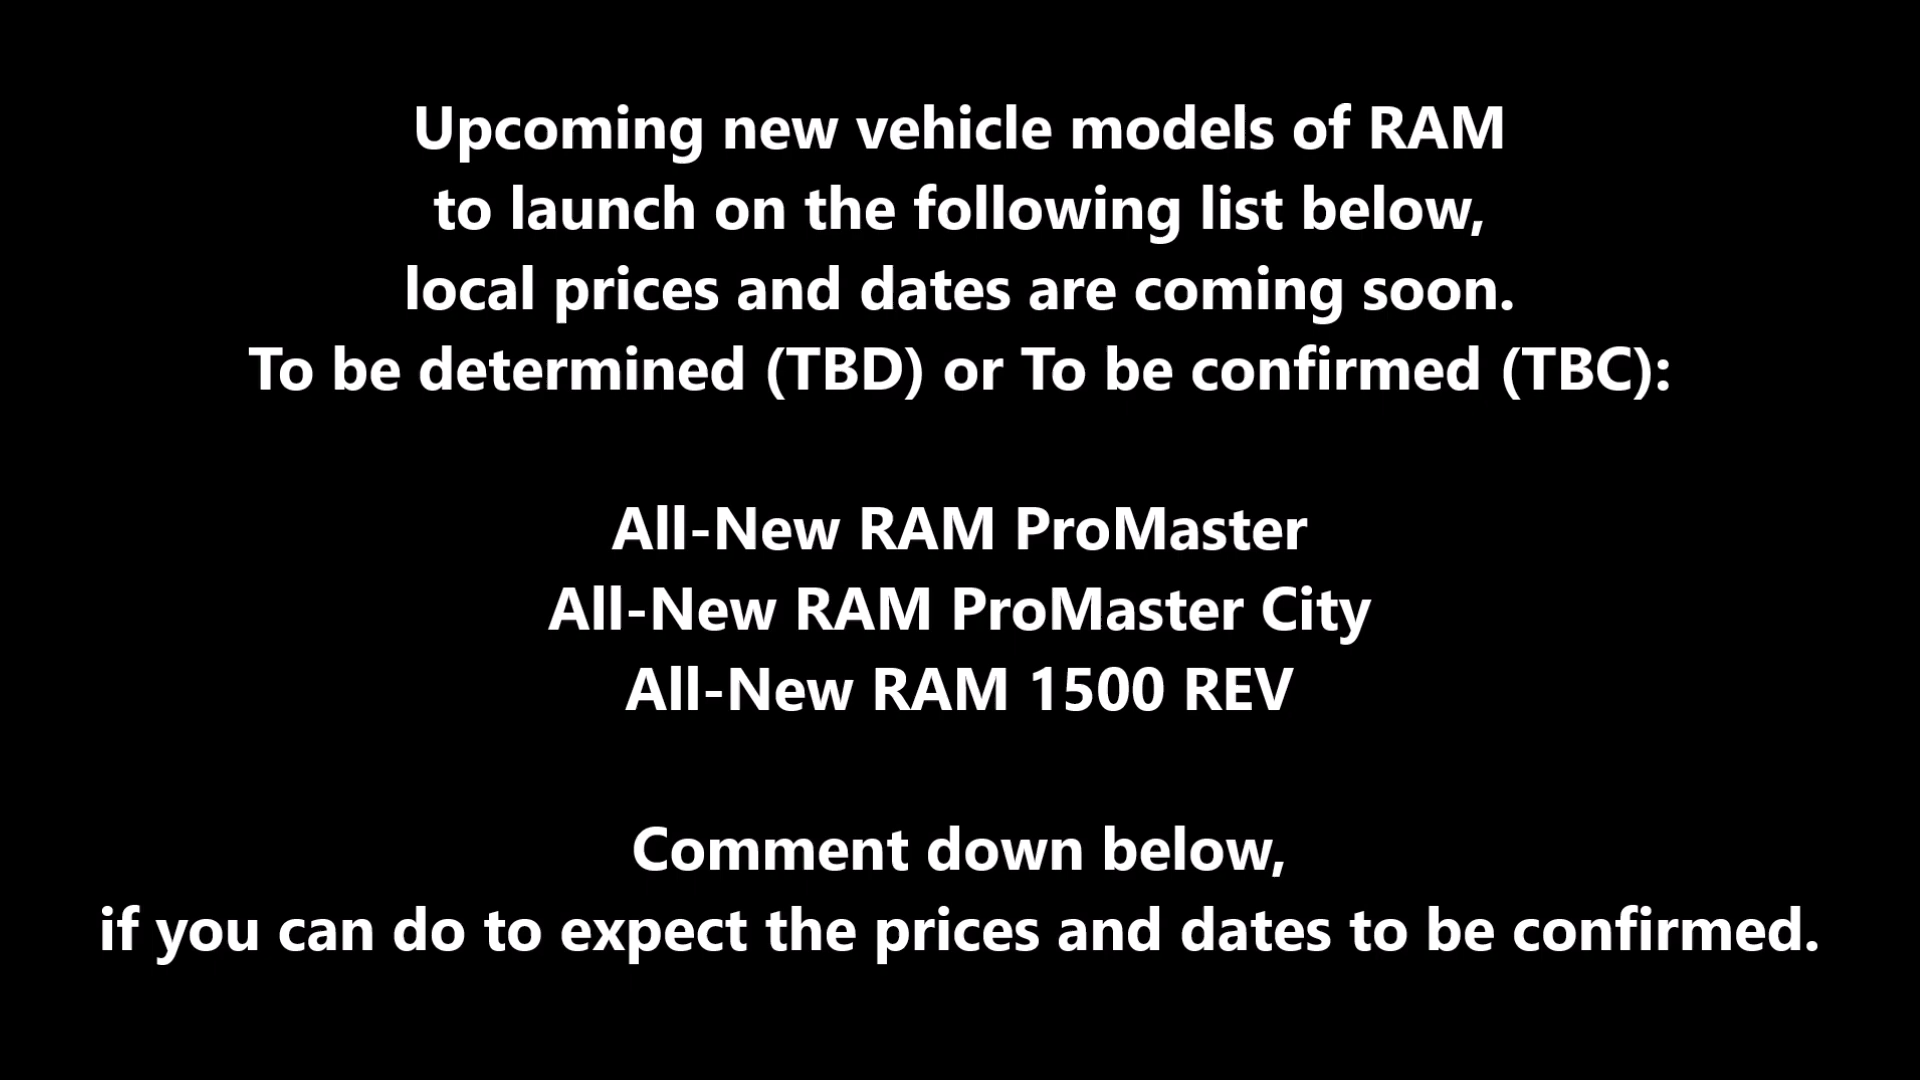 Upcoming new vehicle models of RAM
to launch on the following list below,
local prices and dates are coming soon.
To be determined (TBD) or To be confirmed (TBC):
All-New RAM ProMaster
All-New RAM ProMaster City
All-New RAM 1500 REV
Comment down below,
if you can do to expect the prices and dates to be confirmed.